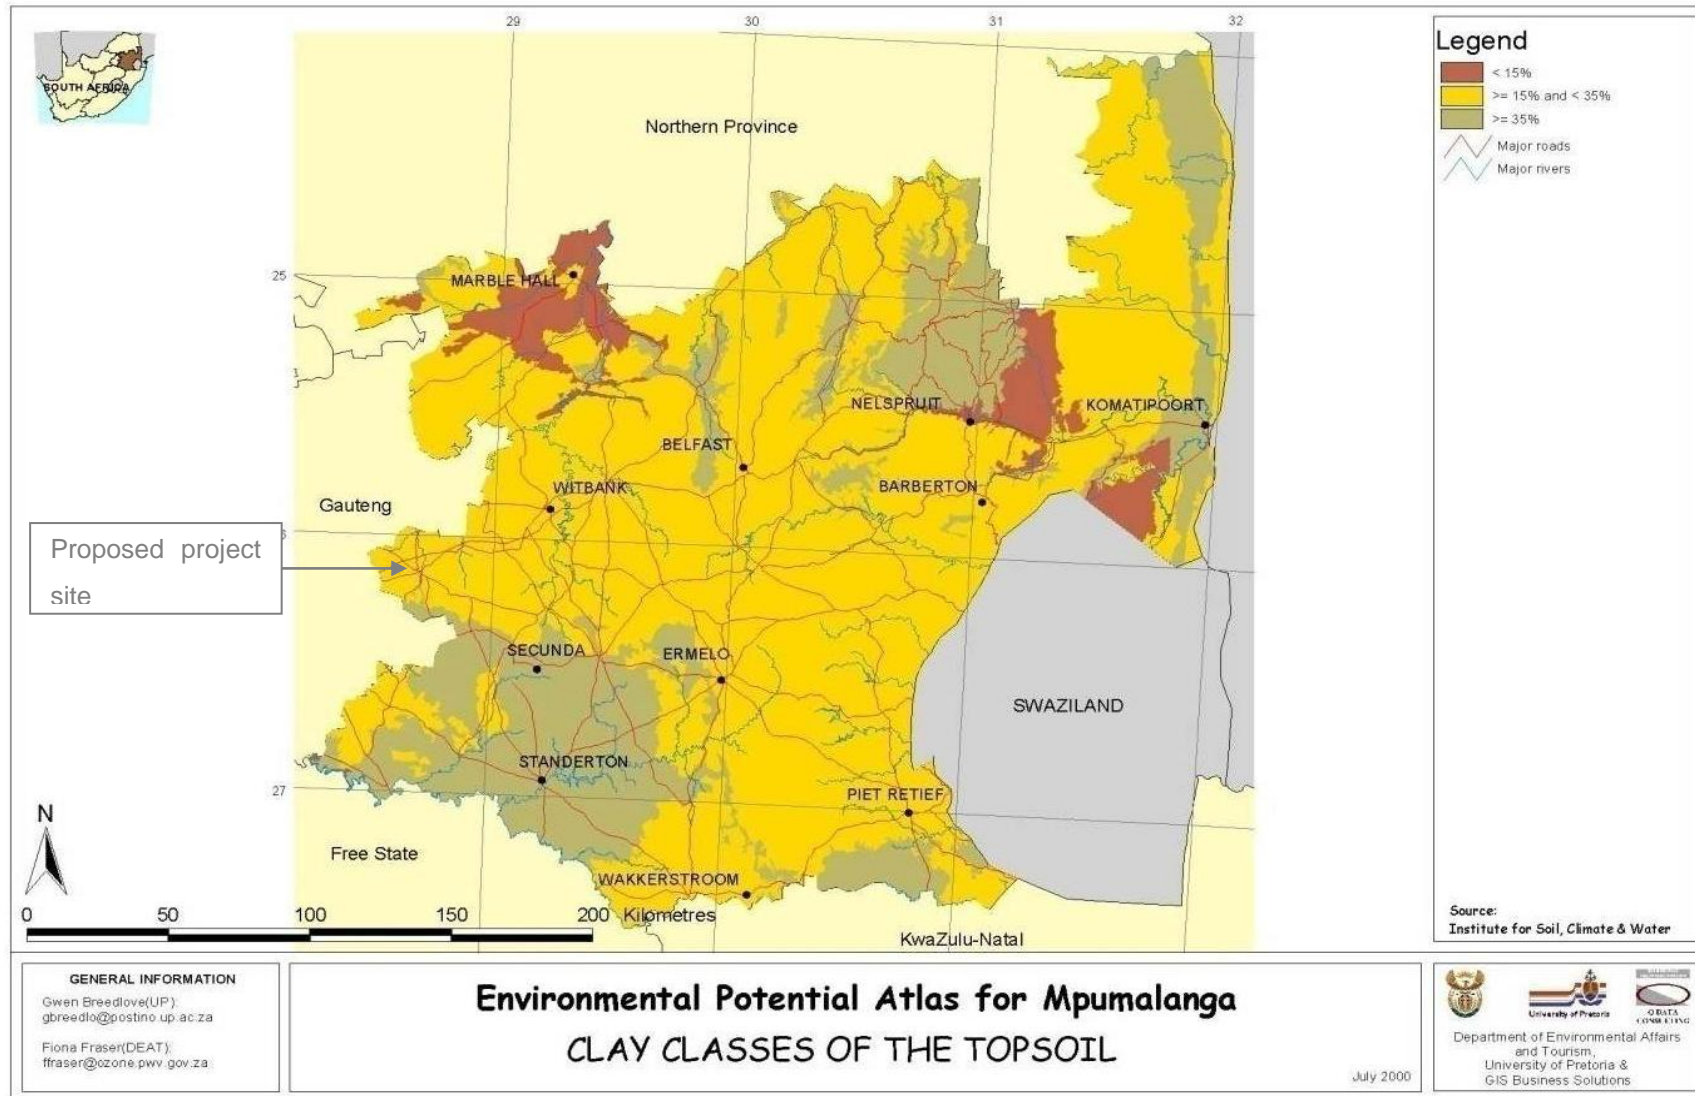 29
30
31
32
SOUTH AFRICA
Northern Province
25
MARBLE HALL
NELSPRUIT
KOMATIPOORT
BELFAST
WITBANK
BARBERTON
Gauteng
Proposed project
site
SECUNDA
ERMELO
SWAZILAND
STANDERTON
27
PIET RETIEF
N
Free State
WAKKERSTROOM
0 50 100 150 200 Kilometres
KwaZulu-Natal
Legend
< 15%
>= 15% and < 35%
>= 35%
Major roads
Major rivers
Source:
Institute for Soil, Climate & Water
GENERAL INFORMATION
Gwen Breedlove(UP):
gbreedlo@postino.up.ac.za
Fiona Fraser(DEAT):
ffraser@ozone.pwv.gov.za
Environmental Potential Atlas for Mpumalanga
CLAY CLASSES OF THE TOPSOIL
July 2000
University of Pretoria
Q DATA
CONSULTING
Department of Environmental Affairs
and Tourism,
University of Pretoria &
GIS Business Solutions